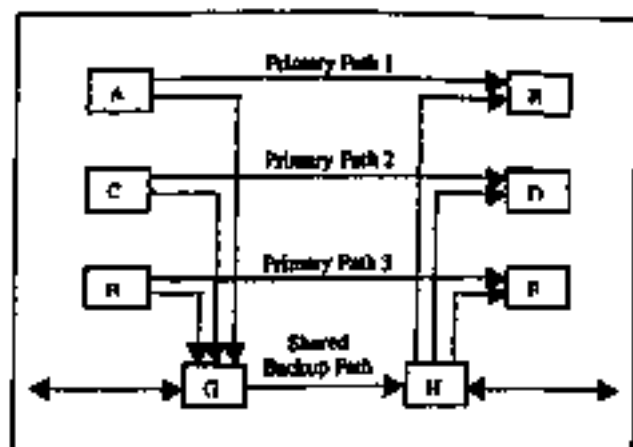 Primary Path 1
A
B
Primary Path 2
C
D
Primary Path 3
E
F
Shared
Backup Path
G
H